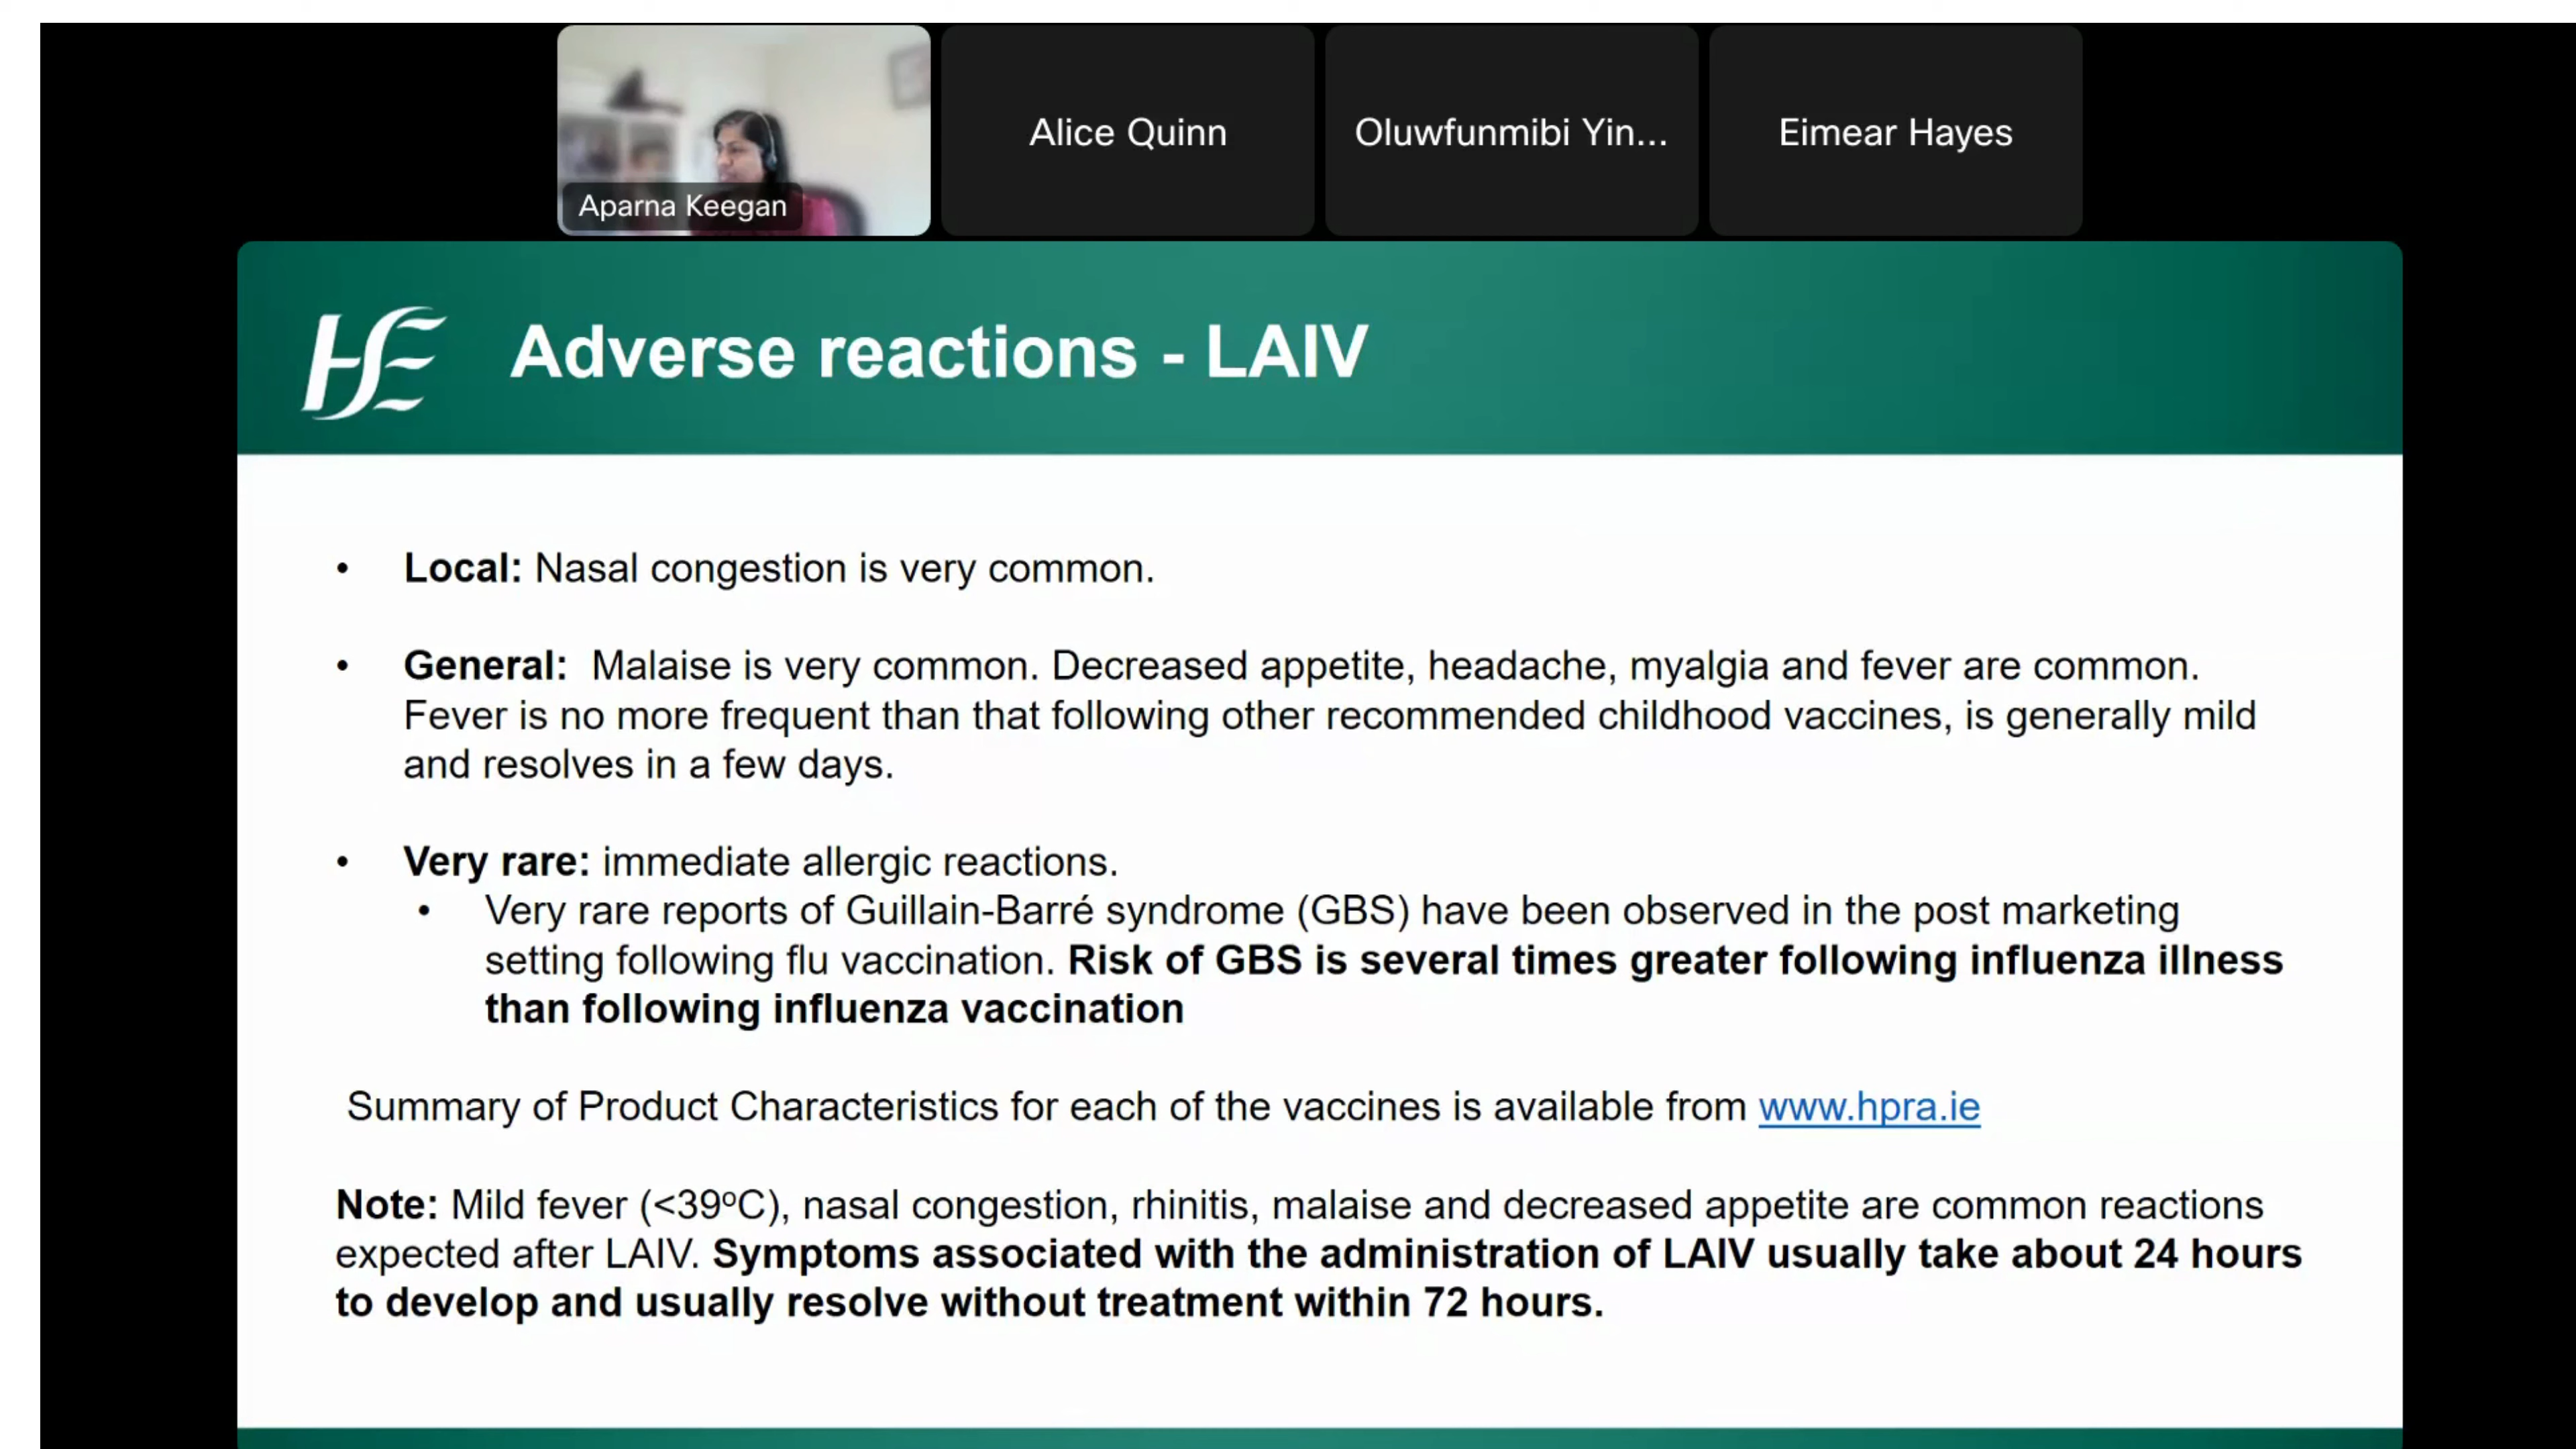 Aparna Keegan
Alice Quinn
Oluwfunmibi Yin...
Eimear Hayes
HSE
Adverse reactions - LAIV
• Local: Nasal congestion is very common.
• General: Malaise is very common. Decreased appetite, headache, myalgia and fever are common.
Fever is no more frequent than that following other recommended childhood vaccines, is generally mild
and resolves in a few days.
• Very rare: immediate allergic reactions.
• Very rare reports of Guillain-Barré syndrome (GBS) have been observed in the post marketing
setting following flu vaccination. Risk of GBS is several times greater following influenza illness
than following influenza vaccination
Summary of Product Characteristics for each of the vaccines is available from www.hpra.ie
Note: Mild fever (<39ºC), nasal congestion, rhinitis, malaise and decreased appetite are common reactions
expected after LAIV. Symptoms associated with the administration of LAIV usually take about 24 hours
to develop and usually resolve without treatment within 72 hours.